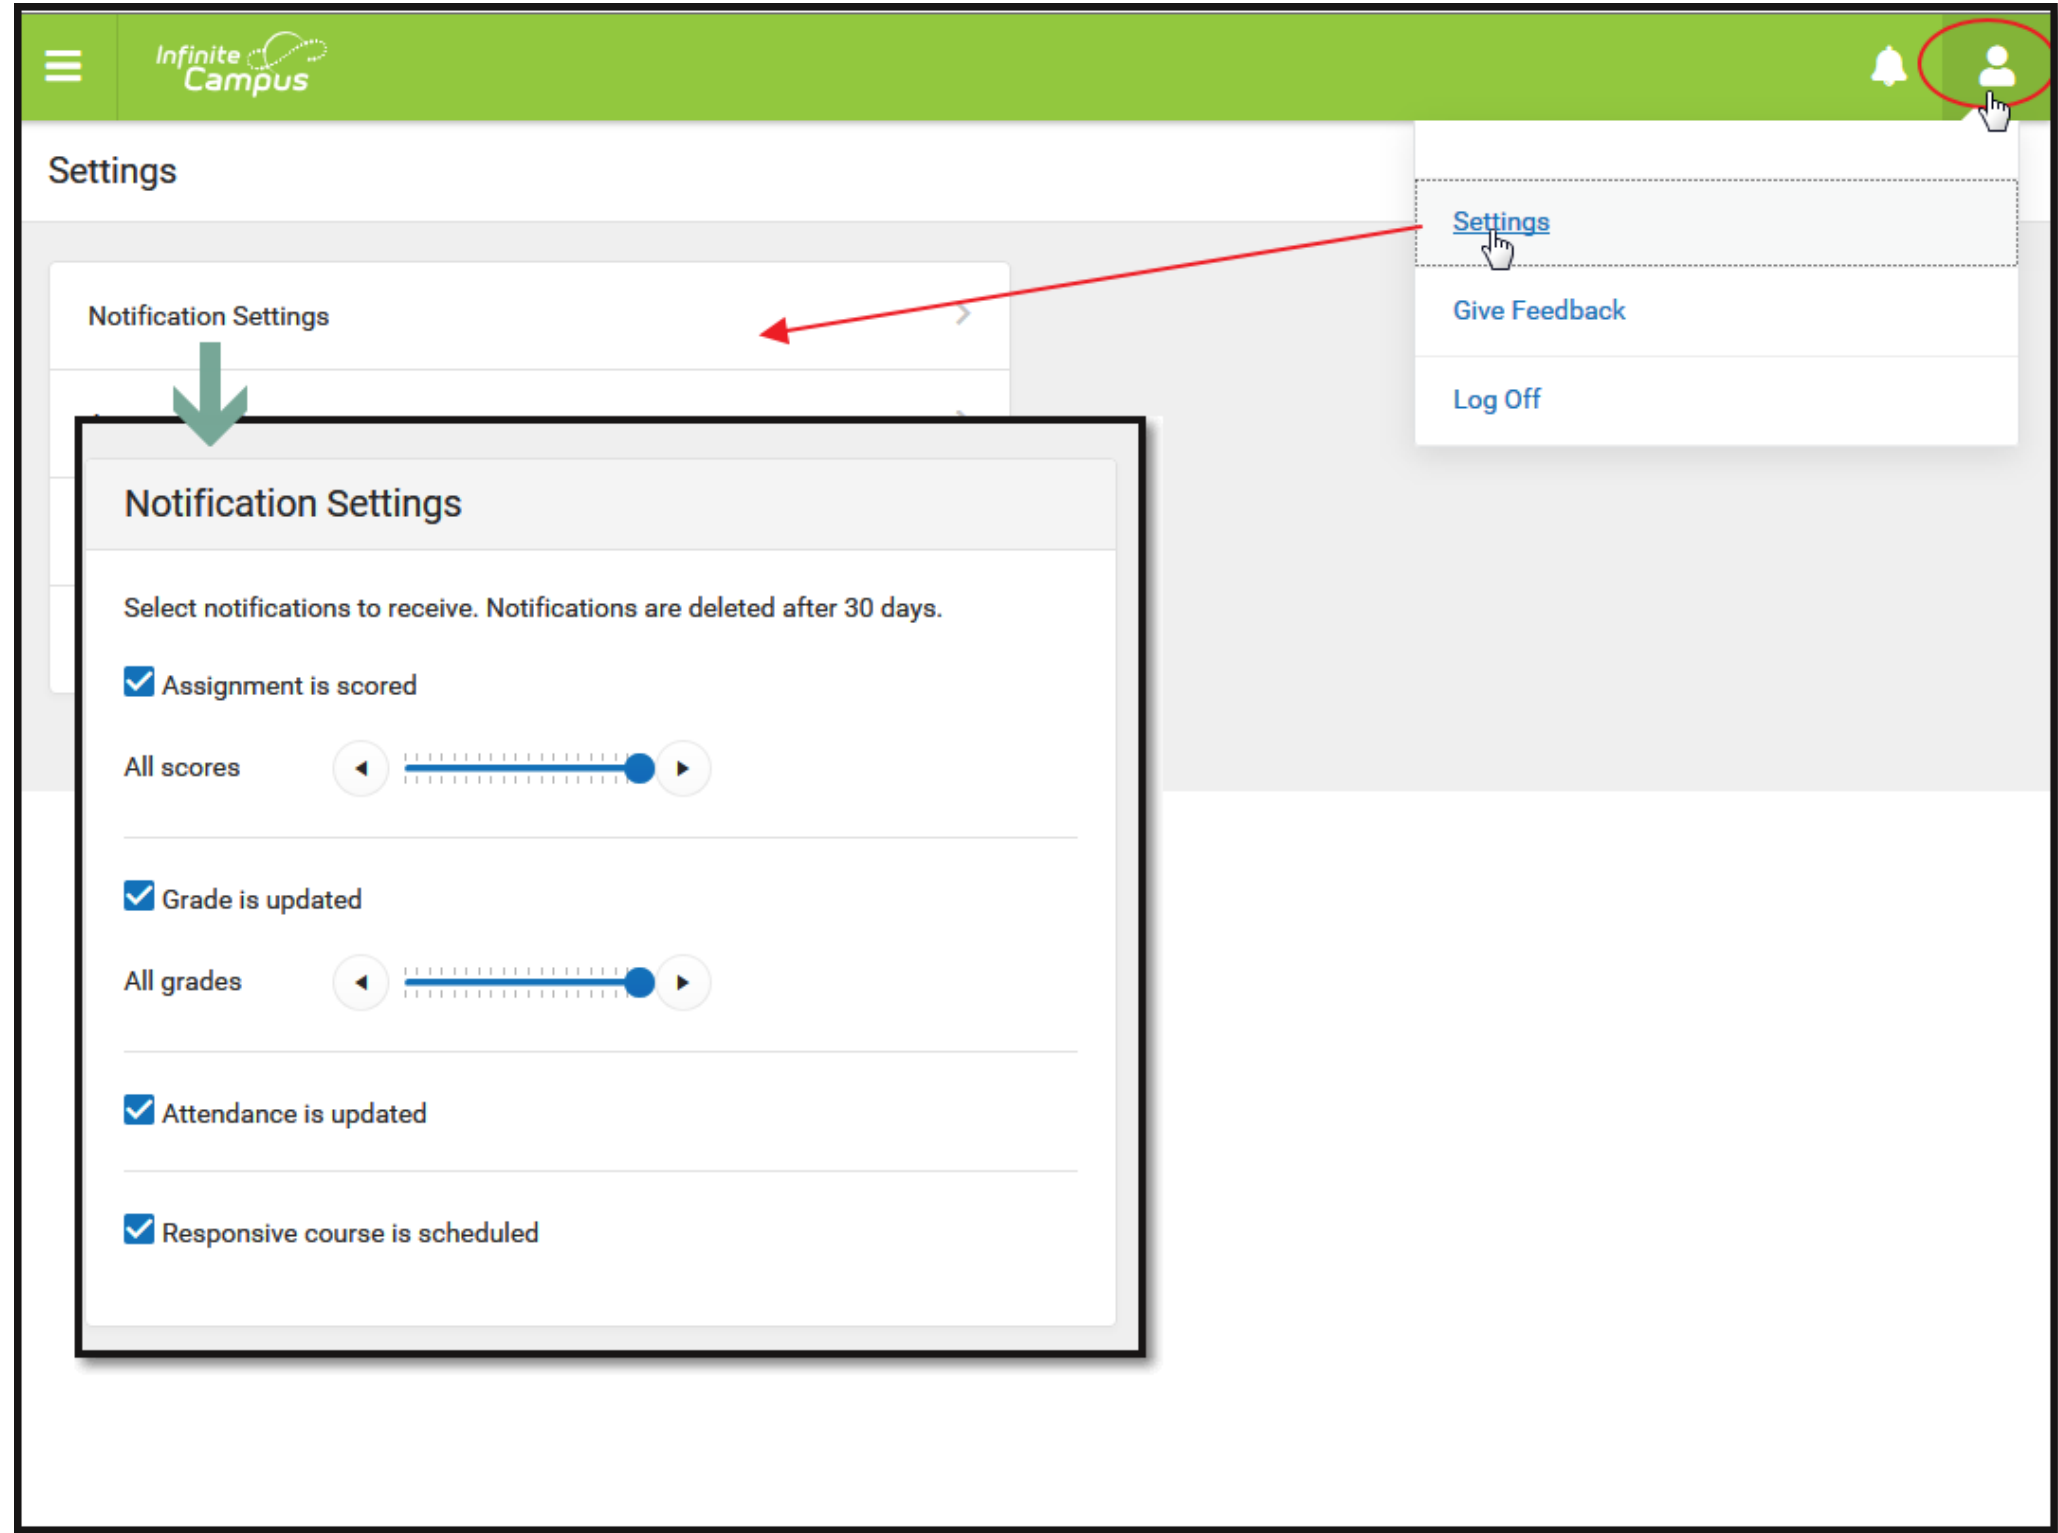 Infinite
Campus
Settings
Settings
Give Feedback
Log Off
Notification Settings
Notification Settings
Select notifications to receive. Notifications are deleted after 30 days.
Assignment is scored
All scores
Grade is updated
All grades
Attendance is updated
Responsive course is scheduled